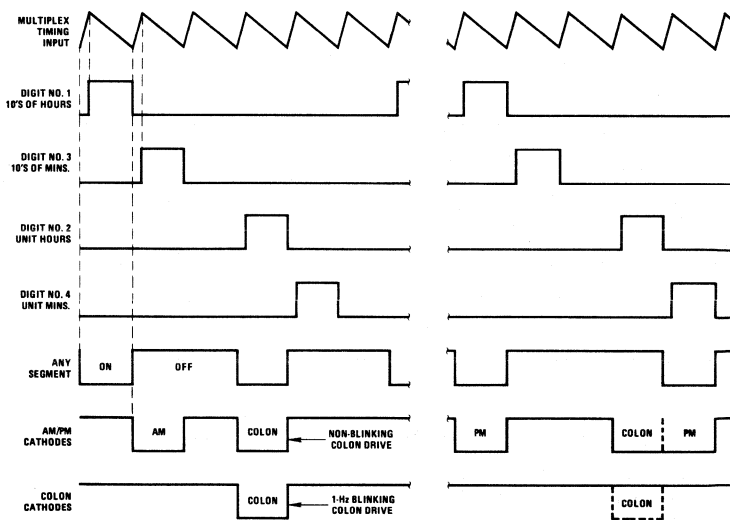 MULTIPLEX
TIMING
INPUT
DIGIT NO. 1
10'S OF HOURS
DIGIT NO. 3
10'S OF MINS.
DIGIT NO. 2
UNIT HOURS
DIGIT NO. 4
UNIT MINS.
ANY
SEGMENT
ON
OFF
AM/PM
CATHODES
AM
COLON
NON-BLINKING
COLON DRIVE
PM
COLON
PM
COLON
CATHODES
COLON
1-Hz BLINKING
COLON DRIVE
COLON